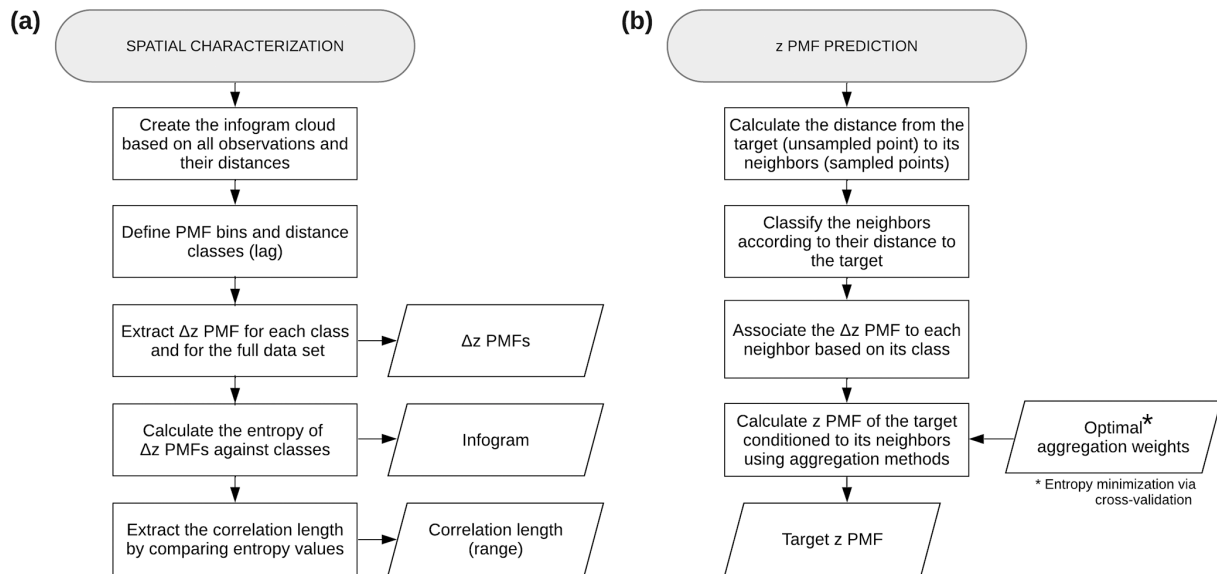 (a)
SPATIAL CHARACTERIZATION
Create the infogram cloud
based on all observations and
their distances
Define PMF bins and distance
classes (lag)
Extract Δz PMF for each class
and for the full data set
Δz PMFs
Calculate the entropy of
Δz PMFs against classes
Infogram
Extract the correlation length
by comparing entropy values
Correlation length
(range)
(b)
z PMF PREDICTION
Calculate the distance from the
target (unsampled point) to its
neighbors (sampled points)
Classify the neighbors
according to their distance to
the target
Associate the Δz PMF to each
neighbor based on its class
Calculate z PMF of the target
conditioned to its neighbors
using aggregation methods
Optimal*
aggregation weights
* Entropy minimization via
cross-validation
Target z PMF